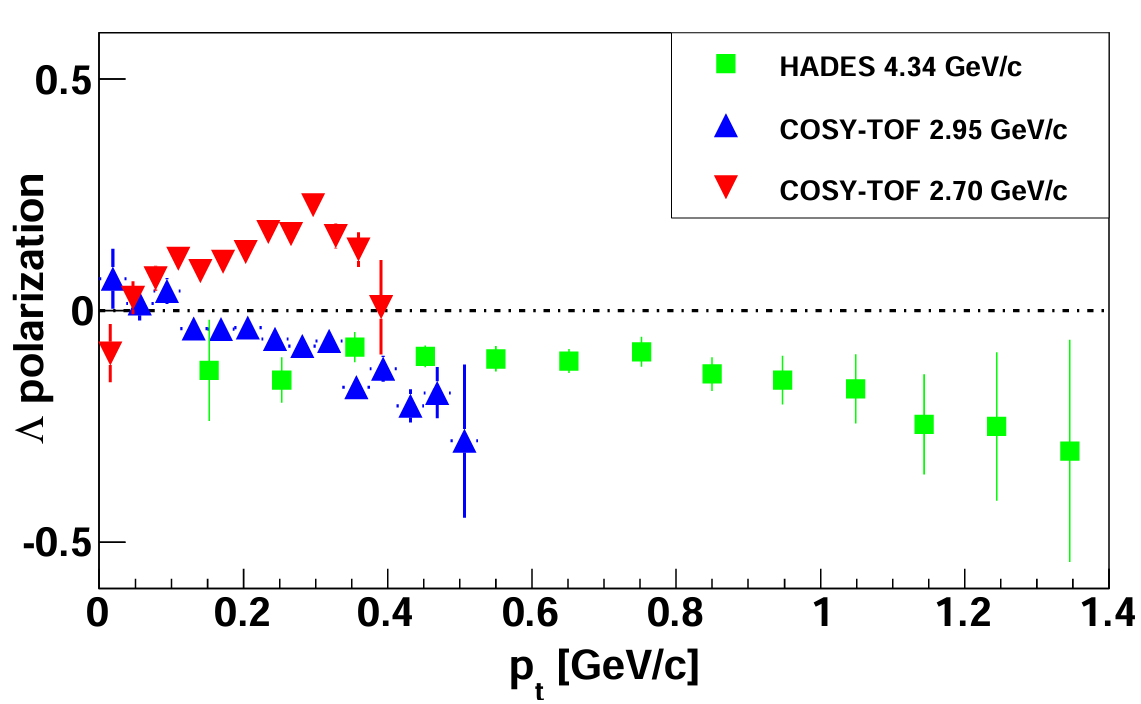 HADES 4.34 GeV/c
COSY-TOF 2.95 GeV/c
COSY-TOF 2.70 GeV/c
Λ polarization
0.5
0
-0.5
0 0.2 0.4 0.6 0.8 1 1.2 1.4
pt [GeV/c]